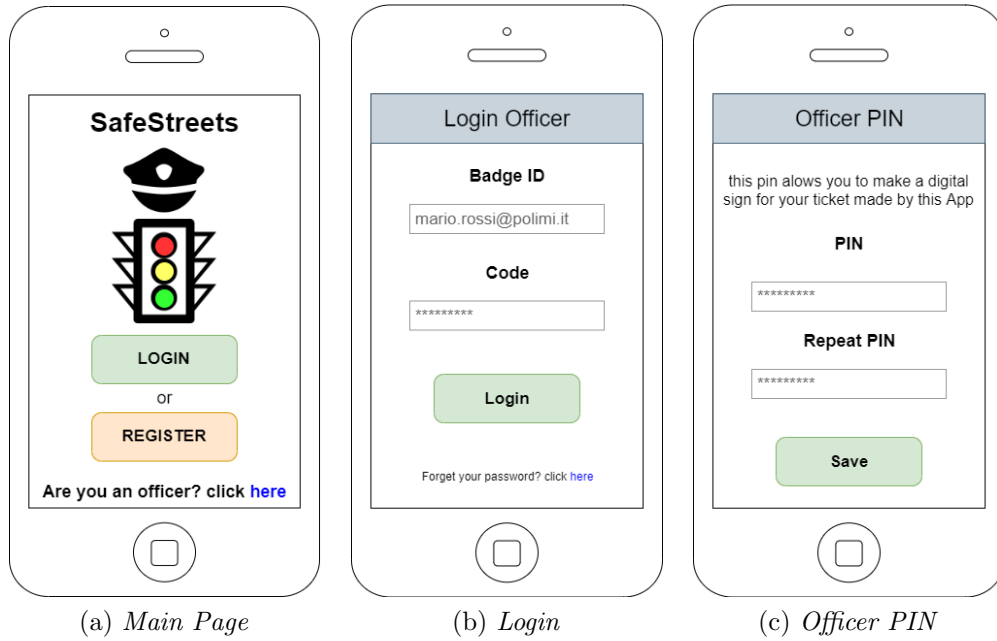 SafeStreets
LOGIN
or
REGISTER
Are you an officer? click here
(a) Main Page
Login Officer
Badge ID
mario.rossi@polimi.it
Code
*********
Login
Forget your password? click here
(b) Login
Officer PIN
this pin alows you to make a digital
sign for your ticket made by this App
PIN
*********
Repeat PIN
*********
Save
(c) Officer PIN